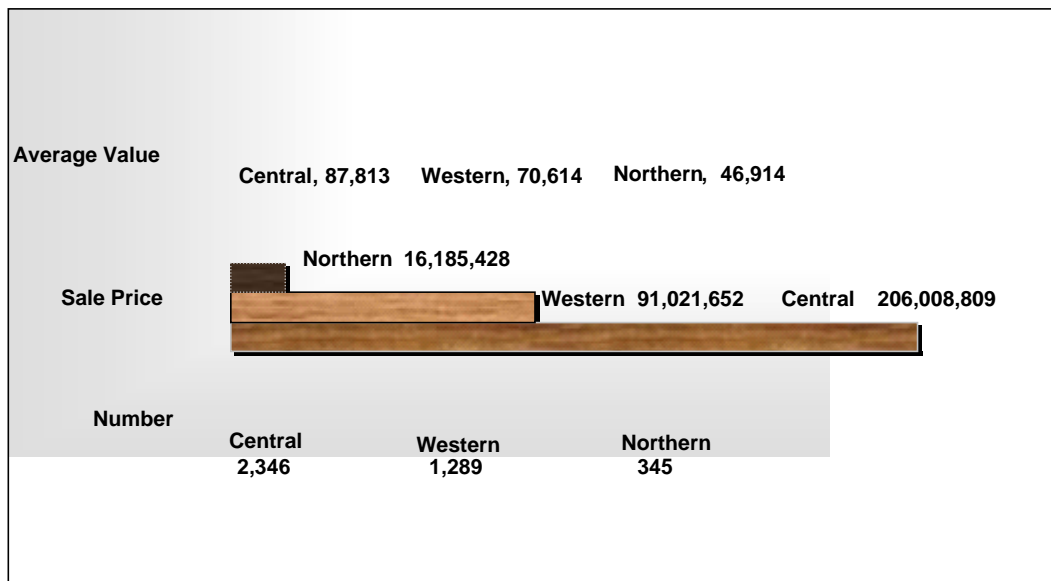 Average Value
Central, 87,813 Western, 70,614 Northern, 46,914
Northern 16,185,428
Sale Price
Western 91,021,652 Central 206,008,809
Number
Central Western Northern
2,346 1,289 345